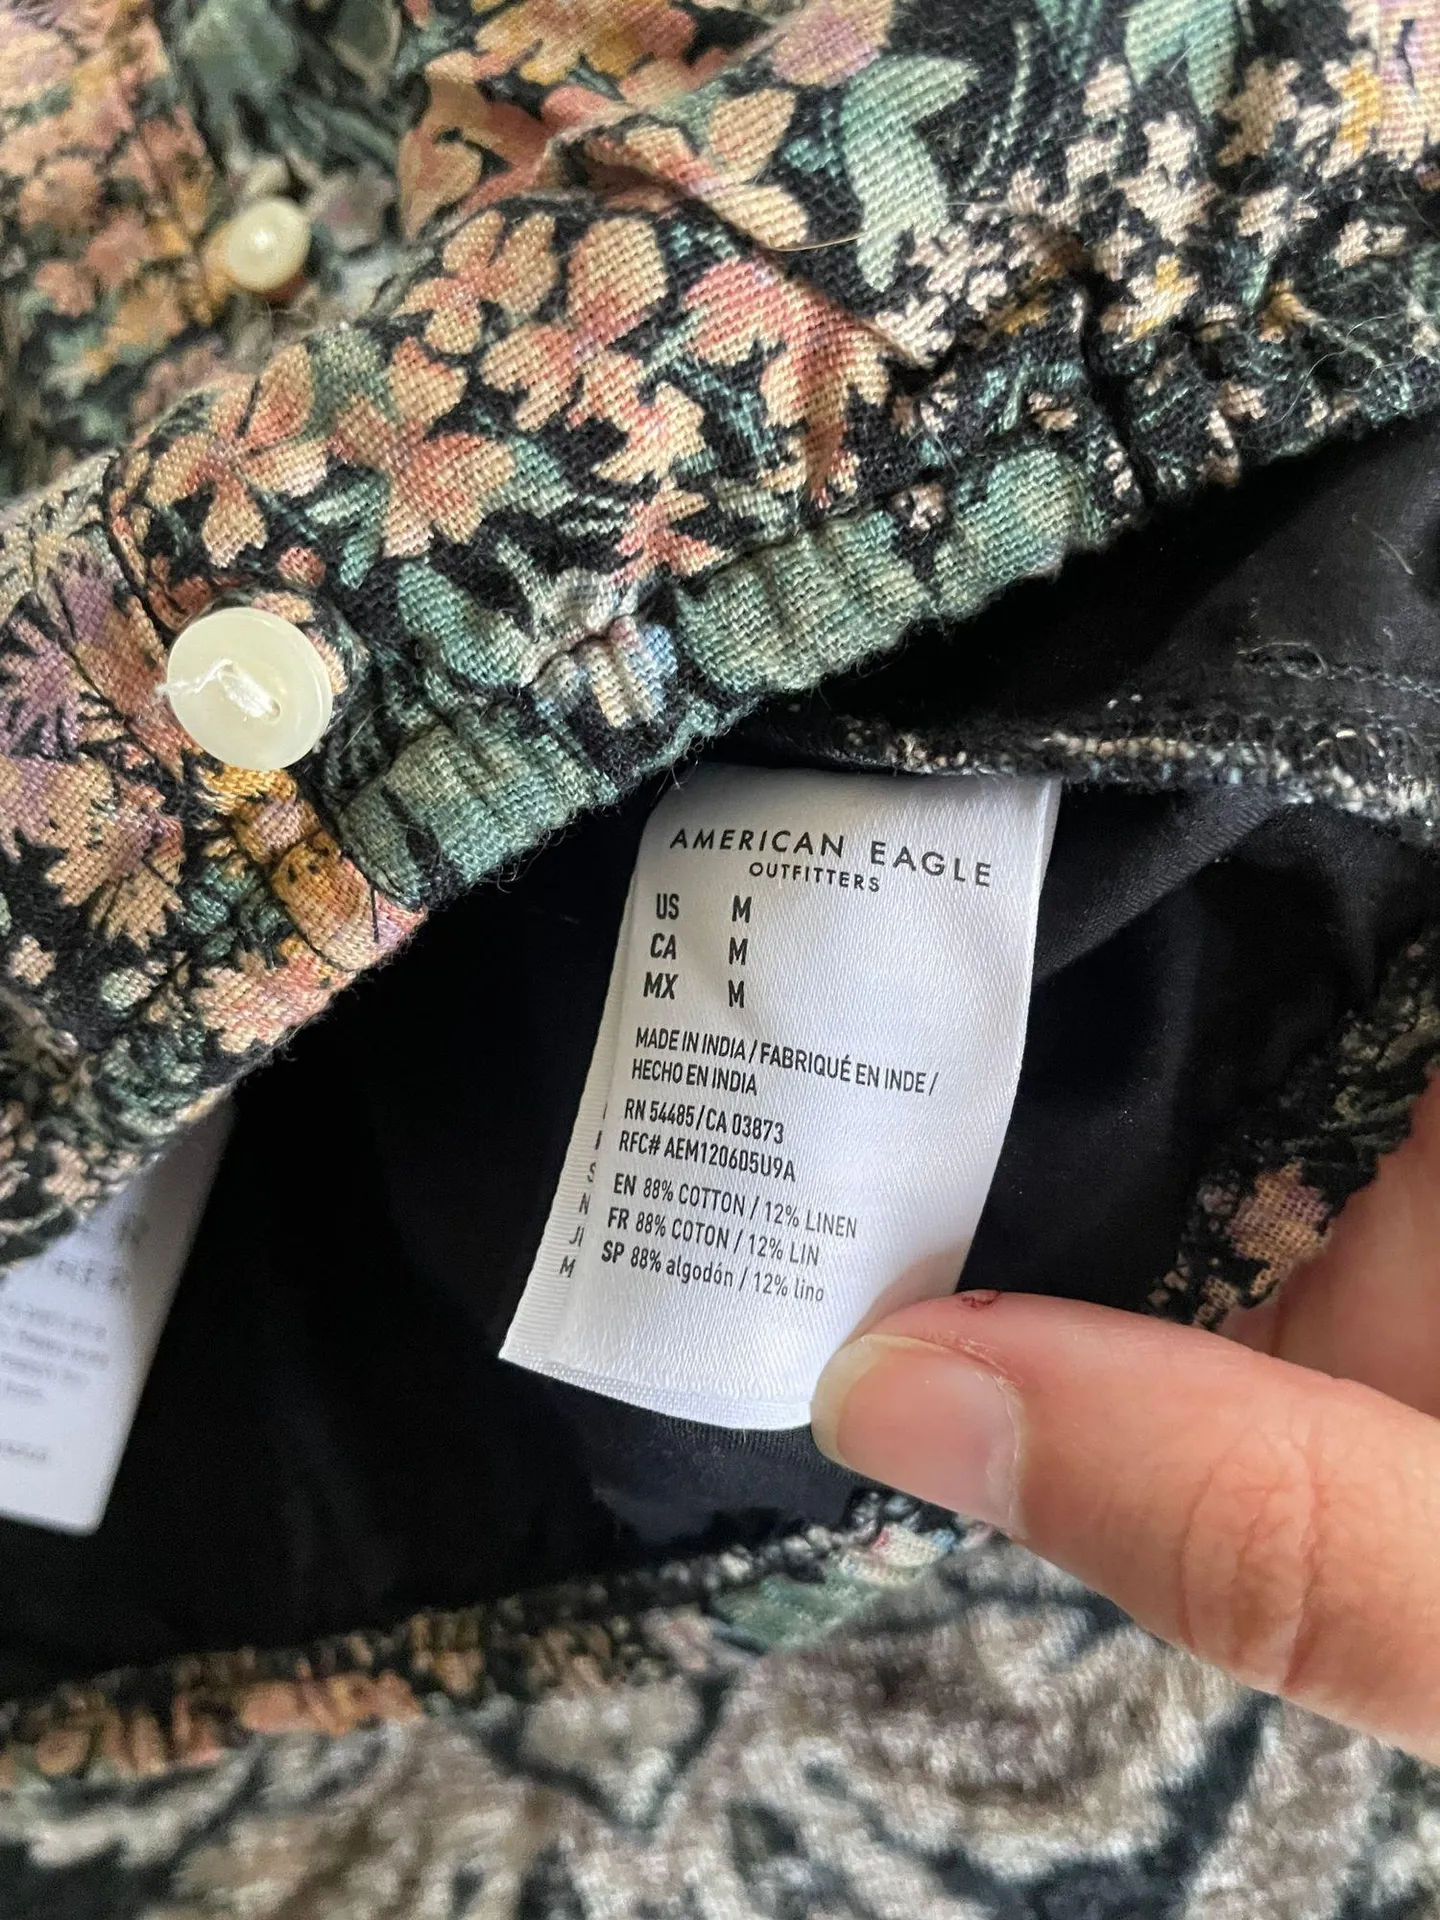 AMERICAN EAGLE
OUTFITTERS
US M
CA M
MX M
MADE IN INDIA / FABRIQUÉ EN INDE /
HECHO EN INDIA
RN 54485/CA 03873
RFC# AEM120605U9A
EN 88% COTTON / 12% LINEN
FR 88% COTON / 12% LIN
SP 88% algodón / 12% lino